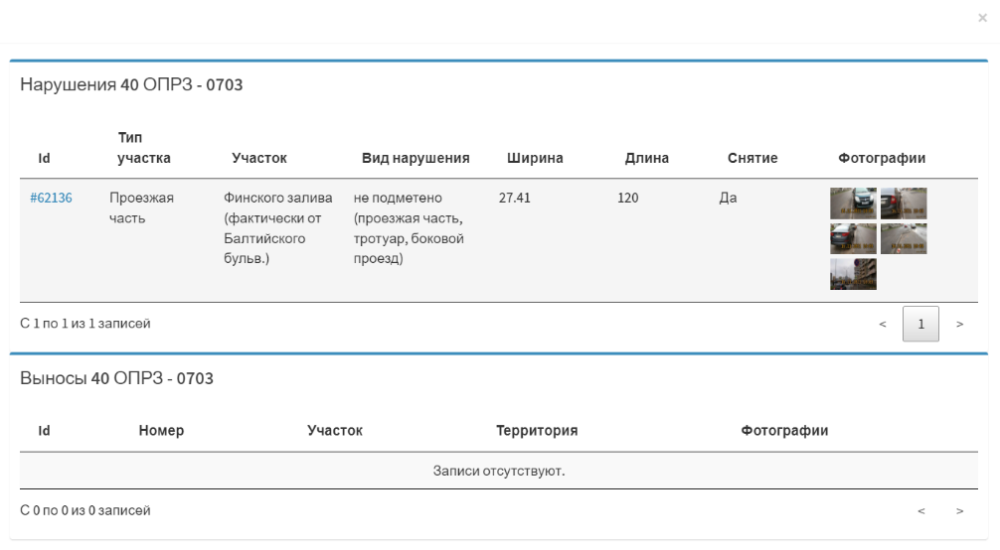 ×
Нарушения 40 ОПРЗ - 0703
Id Тип участка Участок Вид нарушения Ширина Длина Снятие Фотографии
#62136 Проезжая Финского залива не подметено 27.41 120 Да
часть (фактически от (проезжая часть,
Балтийского тротуар, боковой
бульв.) проезд)
С 1 по 1 из 1 записей < 1 >
Выносы 40 ОПРЗ - 0703
Id Номер Участок Территория Фотографии
Записи отсутствуют.
С 0 по 0 из 0 записей < >